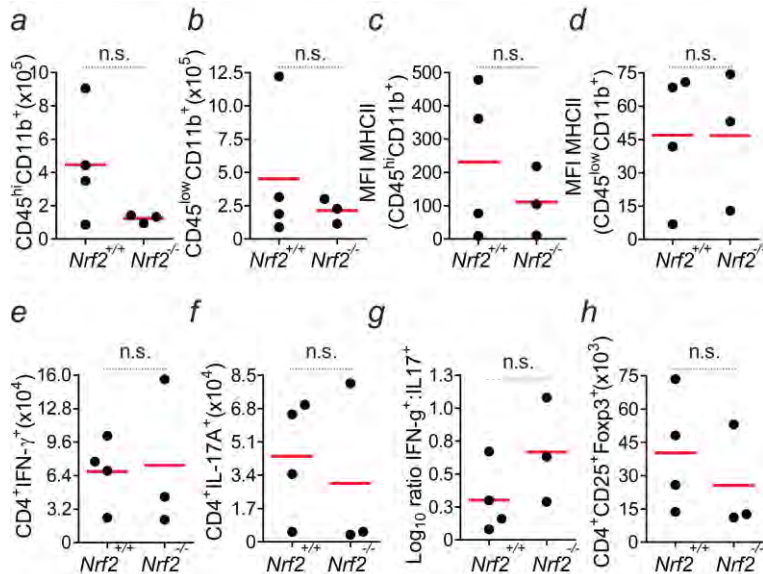 a
n.s.
CD45hiCD11b+(x10⁵)
10
8
6
4
2
0
Nrf2+/+ Nrf2-/-
b
n.s.
CD45lowCD11b+(x10⁵)
12.5
10.0
7.5
5.0
2.5
0
Nrf2+/+ Nrf2-/-
c
n.s.
MFI MHCII
(CD45hiCD11b+)
500
400
300
200
100
0
Nrf2+/+ Nrf2-/-
d
n.s.
MFI MHCII
(CD45lowCD11b+)
75
60
45
30
15
0
Nrf2+/+ Nrf2-/-
e
n.s.
CD4+IFN-γ+(x10⁴)
16.0
12.8
9.6
6.4
3.2
0
Nrf2+/+ Nrf2-/-
f
n.s.
CD4+IL-17A+(x10⁴)
8.5
6.8
5.1
3.4
1.7
0.0
Nrf2+/+ Nrf2-/-
g
n.s.
Log₁₀ ratio IFN-g+:IL17+
1.3
1.0
0.8
0.5
0.3
0.0
Nrf2+/+ Nrf2-/-
h
n.s.
CD4+CD25+Foxp3+(x10³)
75
60
45
30
15
0
Nrf2+/+ Nrf2-/-